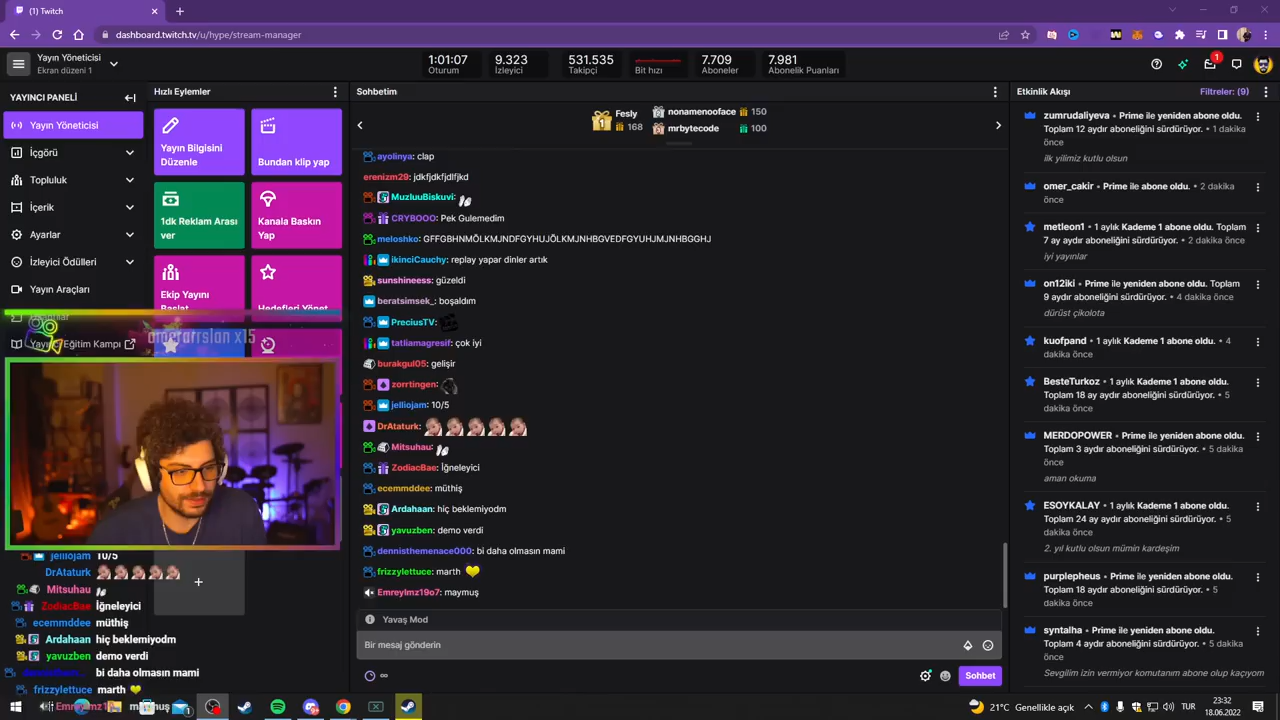 (1) Twitch
dashboard.twitch.tv/u/hype/stream-manager
Yayın Yöneticisi
Ekran düzeni 1
1:01:07
Oturum
9.323
İzleyici
531.535
Takipçi
Bit hızı
7.709
Aboneler
7.981
Abonelik Puanları
1
YAYINCI PANELİ
Yayın Yöneticisi
İçgörü
Topluluk
İçerik
Ayarlar
İzleyici Ödülleri
Yayın Araçları
Eğitim Kampı
omerarrslan x15
Hızlı Eylemler
Yayın Bilgisini
Düzenle
Bundan klip yap
1dk Reklam Arası
ver
Kanala Baskın
Yap
Ekip Yayını
Başlat
Hedefleri Yönet
jelliojam 10/5
DrAtaturk
Mitsuhau
ZodiacBae İğneleyici
ecemmddee müthiş
Ardahaan hiç beklemiyodm
yavuzben demo verdi
bi daha olmasın mami
frizzylettuce marth
Sohbetim
Fesly
168
nonamenooface 150
mrbytecode 100
ayolinya: clap
erenizm29: jdkfjdkfjdlfjkd
MuzluuBiskuvi:
CRYBOOO: Pek Gulemedim
meloshko: GFFGBHNMÖLKMJNDFGYHUJÖLKMJNHBGVEDFGYUHJMJNHBGGHJ
ikinciCauchy: replay yapar dinler artık
sunshineess: güzeldi
beratsimsek_: boşaldım
PreciusTV:
tatliamagresif: çok iyi
burakgul05: gelişir
zorrtingen:
jelliojam: 10/5
DrAtaturk:
Mitsuhau:
ZodiacBae: İğneleyici
ecemmddee: müthiş
Ardahaan: hiç beklemiyodm
yavuzben: demo verdi
dennisthemenace000: bi daha olmasın mami
frizzylettuce: marth
EmreyImz19o7: maymuş
Yavaş Mod
Bir mesaj gönderin
∞
Sohbet
Etkinlik Akışı
Filtreler: (9)
zumrudaliyeva • Prime ile yeniden abone oldu.
Toplam 12 aydır aboneliğini sürdürüyor. • 1 dakika
önce
ilk yilimiz kutlu olsun
omer_cakir • Prime ile abone oldu. • 2 dakika
önce
metleon1 • 1 aylık Kademe 1 abone oldu. Toplam
7 ay aydır aboneliğini sürdürüyor. • 2 dakika önce
iyi yayınlar
on12iki • Prime ile yeniden abone oldu. Toplam
9 aydır aboneliğini sürdürüyor. • 4 dakika önce
dürüst çikolota
kuofpand • 1 aylık Kademe 1 abone oldu. • 4
dakika önce
BesteTurkoz • 1 aylık Kademe 1 abone oldu.
Toplam 18 ay aydır aboneliğini sürdürüyor. • 5
dakika önce
MERDOPOWER • Prime ile yeniden abone oldu.
Toplam 3 aydır aboneliğini sürdürüyor. • 5 dakika
önce
aman okuma
ESOYKALAY • 1 aylık Kademe 1 abone oldu.
Toplam 24 ay aydır aboneliğini sürdürüyor. • 5
dakika önce
2. yıl kutlu olsun mümin kardeşim
purplepheus • Prime ile yeniden abone oldu.
Toplam 18 aydır aboneliğini sürdürüyor. • 5
dakika önce
syntalha • Prime ile yeniden abone oldu.
Toplam 4 aydır aboneliğini sürdürüyor. • 5 dakika
önce
Sevgilim izin vermiyor komutanım abone olup kaçıyom
21°C Genellikle açık
TUR
23:32
18.06.2022